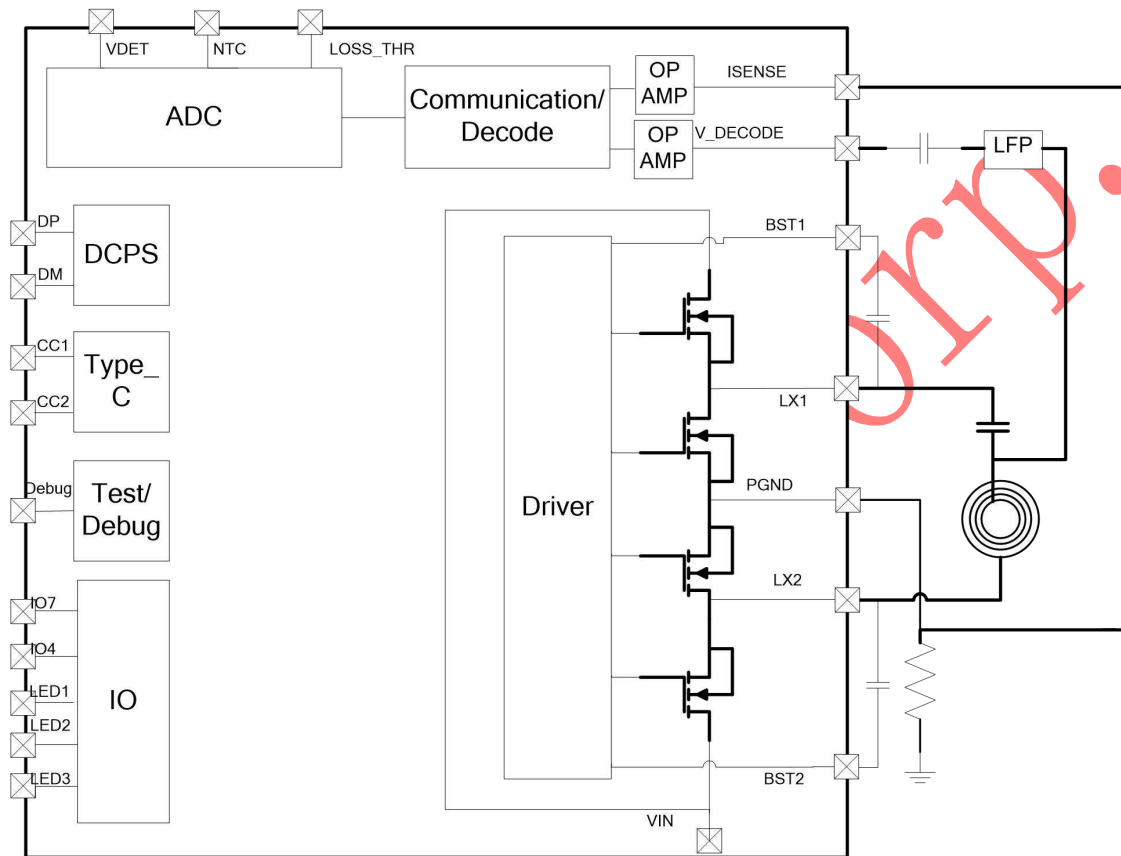 VDET
NTC
LOSS_THR
ADC
Communication/
Decode
OP
AMP
ISENSE
OP
AMP
V_DECODE
LFP
DP
DM
DCPS
CC1
CC2
Type_
C
Debug
Test/
Debug
IO7
IO4
LED1
LED2
LED3
IO
Driver
BST1
LX1
PGND
LX2
BST2
VIN
orp.